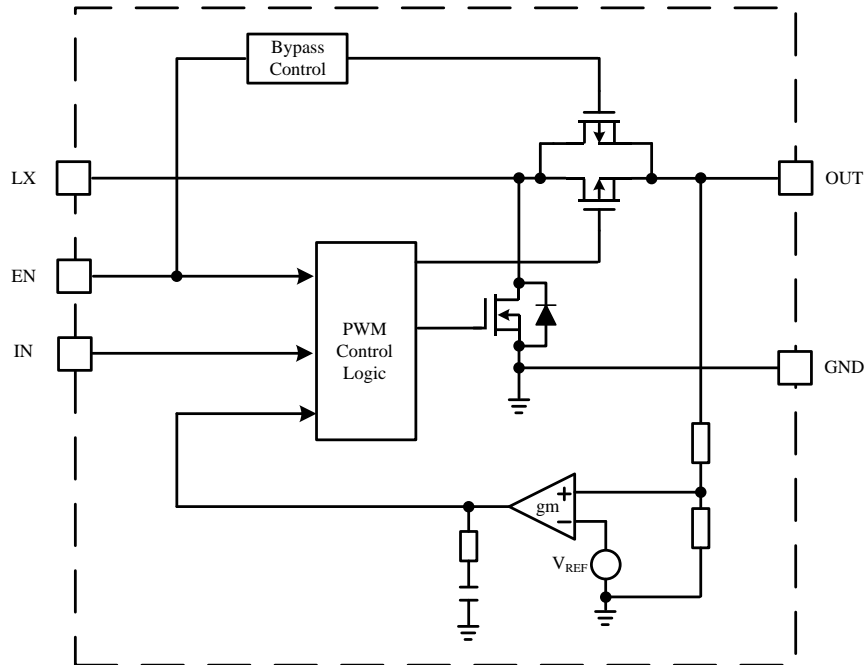 Bypass
Control
LX
OUT
EN
IN
PWM
Control
Logic
GND
gm
+
−
VREF